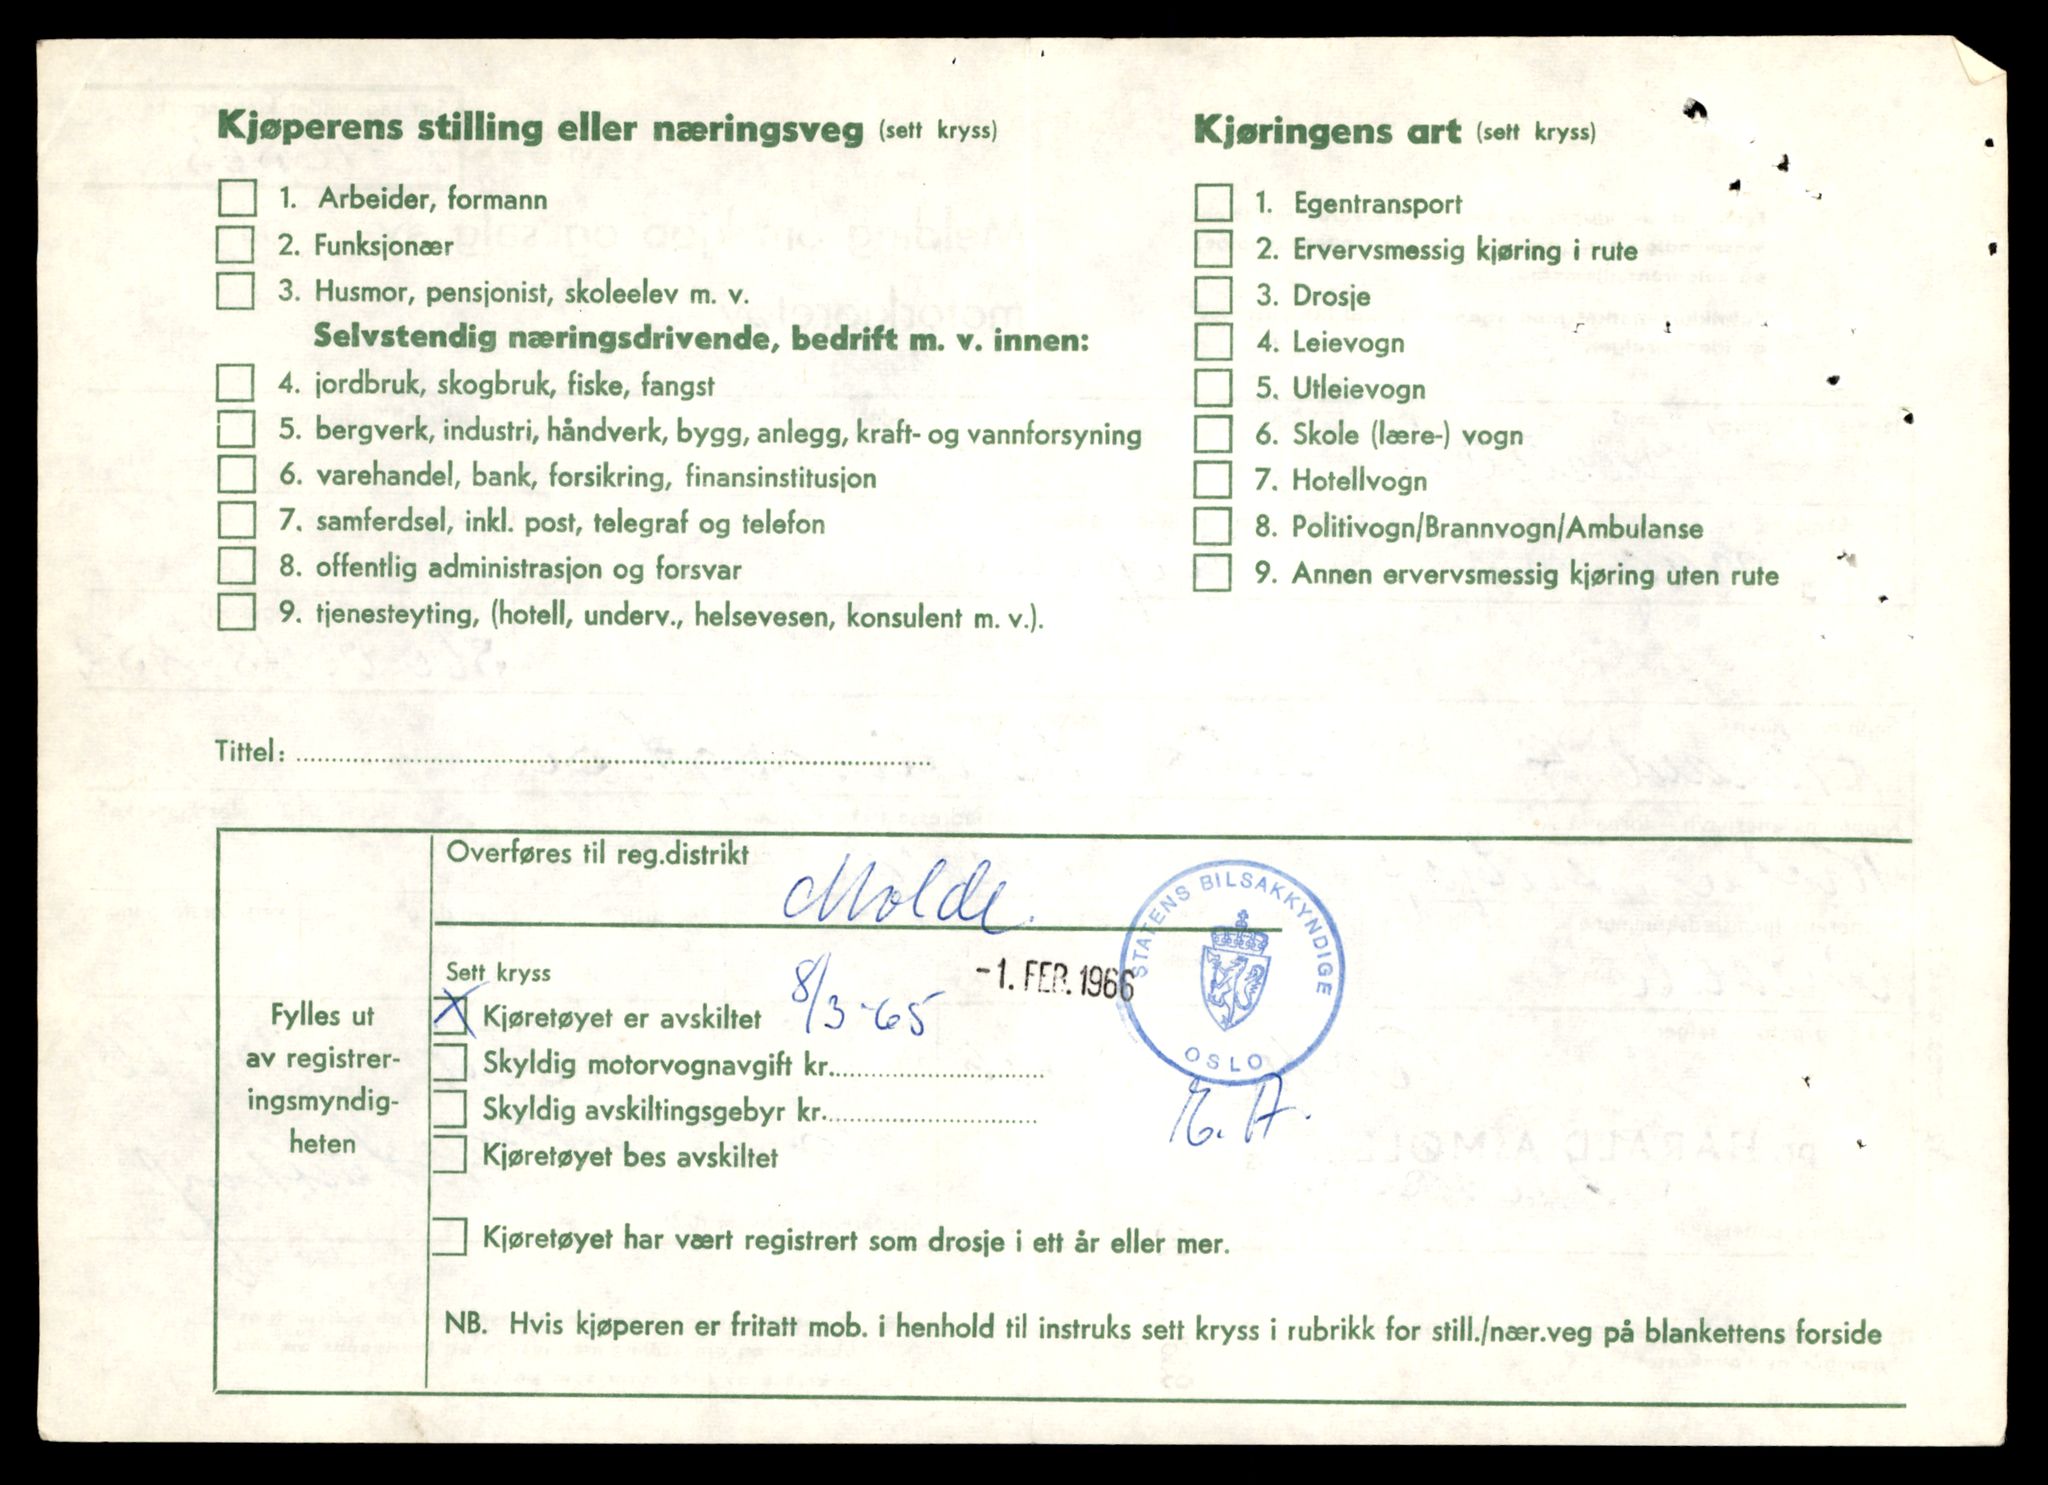 Kjøperens stilling eller næringsveg (sett kryss)
1. Arbeider, formann
2. Funksjonær
3. Husmor, pensjonist, skoleelev m. v.
Selvstendig næringsdrivende, bedrift m. v. innen:
4. jordbruk, skogbruk, fiske, fangst
5. bergverk, industri, håndverk, bygg, anlegg, kraft- og vannforsyning
6. varehandel, bank, forsikring, finansinstitusjon
7. samferdsel, inkl. post, telegraf og telefon
8. offentlig administrasjon og forsvar
9. tjenesteyting, (hotell, underv., helsevesen, konsulent m. v.).
Kjøringens art (sett kryss)
1. Egentransport
2. Ervervsmessig kjøring i rute
3. Drosje
4. Leievogn
5. Utleievogn
6. Skole (lære-) vogn
7. Hotellvogn
8. Politivogn/Brannvogn/Ambulanse
9. Annen ervervsmessig kjøring uten rute
Tittel:
Fylles ut
av registrer-
ingsmyndig-
heten
Overføres til reg.distrikt
Molde.
Sett kryss
X Kjøretøyet er avskiltet 8/3-65
-1. FEB. 1966
STATENS BILSAKKYNDIGE
OSLO
Skyldig motorvognavgift kr.
Skyldig avskiltingsgebyr kr.
E. A.
Kjøretøyet bes avskiltet
Kjøretøyet har vært registrert som drosje i ett år eller mer.
NB. Hvis kjøperen er fritatt mob. i henhold til instruks sett kryss i rubrikk for still./nær.veg på blankettens forside